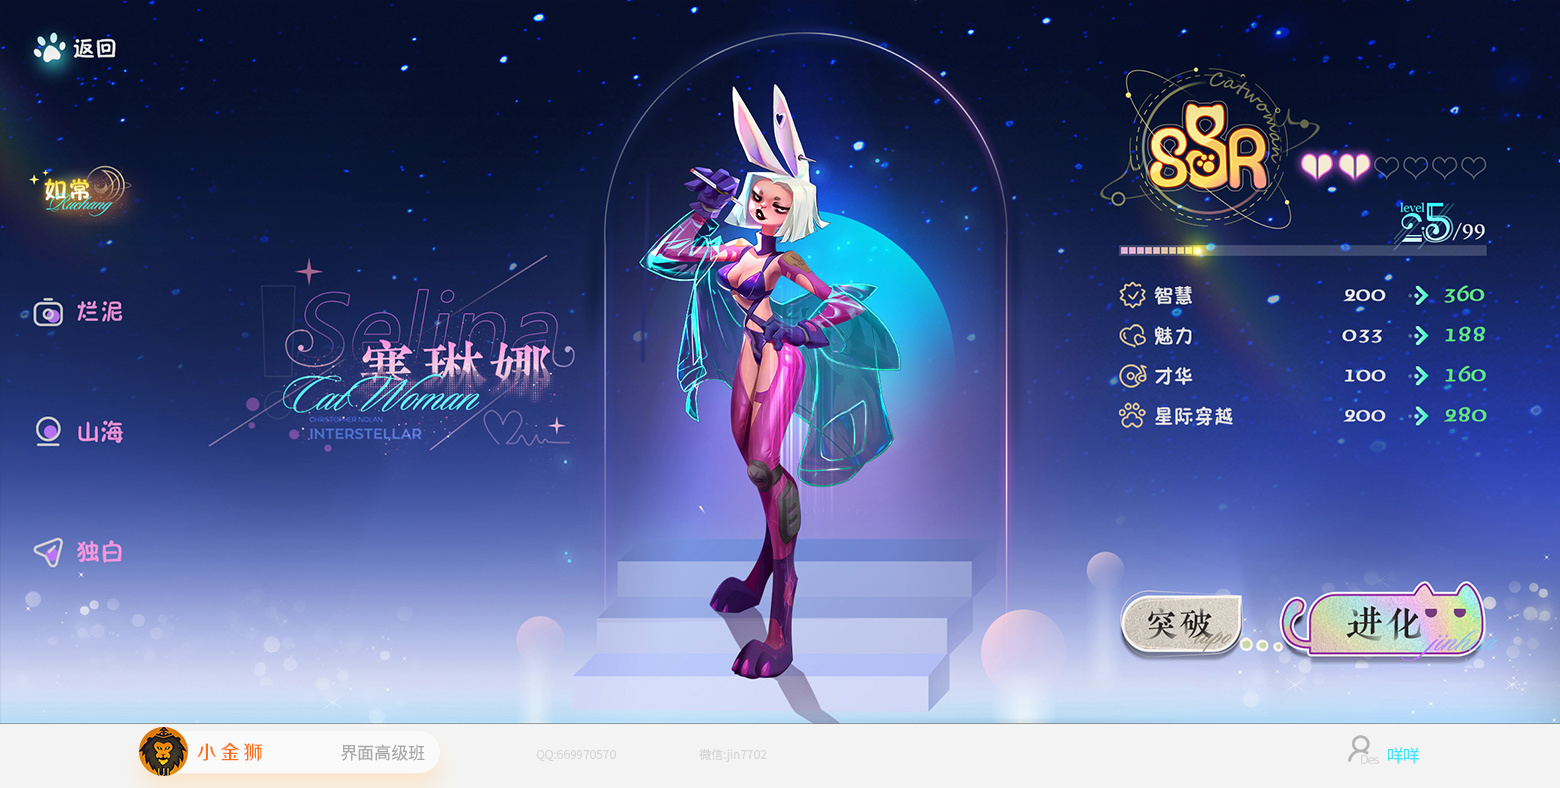 返回
如常
Ruchang
烂泥
山海
独白
Selina
塞琳娜
Cat Woman
CHRISTOPHER NOLAN
INTERSTELLAR
Catwoman
SSR
level
25/99
智慧 200 360
魅力 033 188
才华 100 160
星际穿越 200 280
突破
tupo
进化
jinhua
小金狮 界面高级班 QQ:669970570 微信:jin7702 Des 咩咩